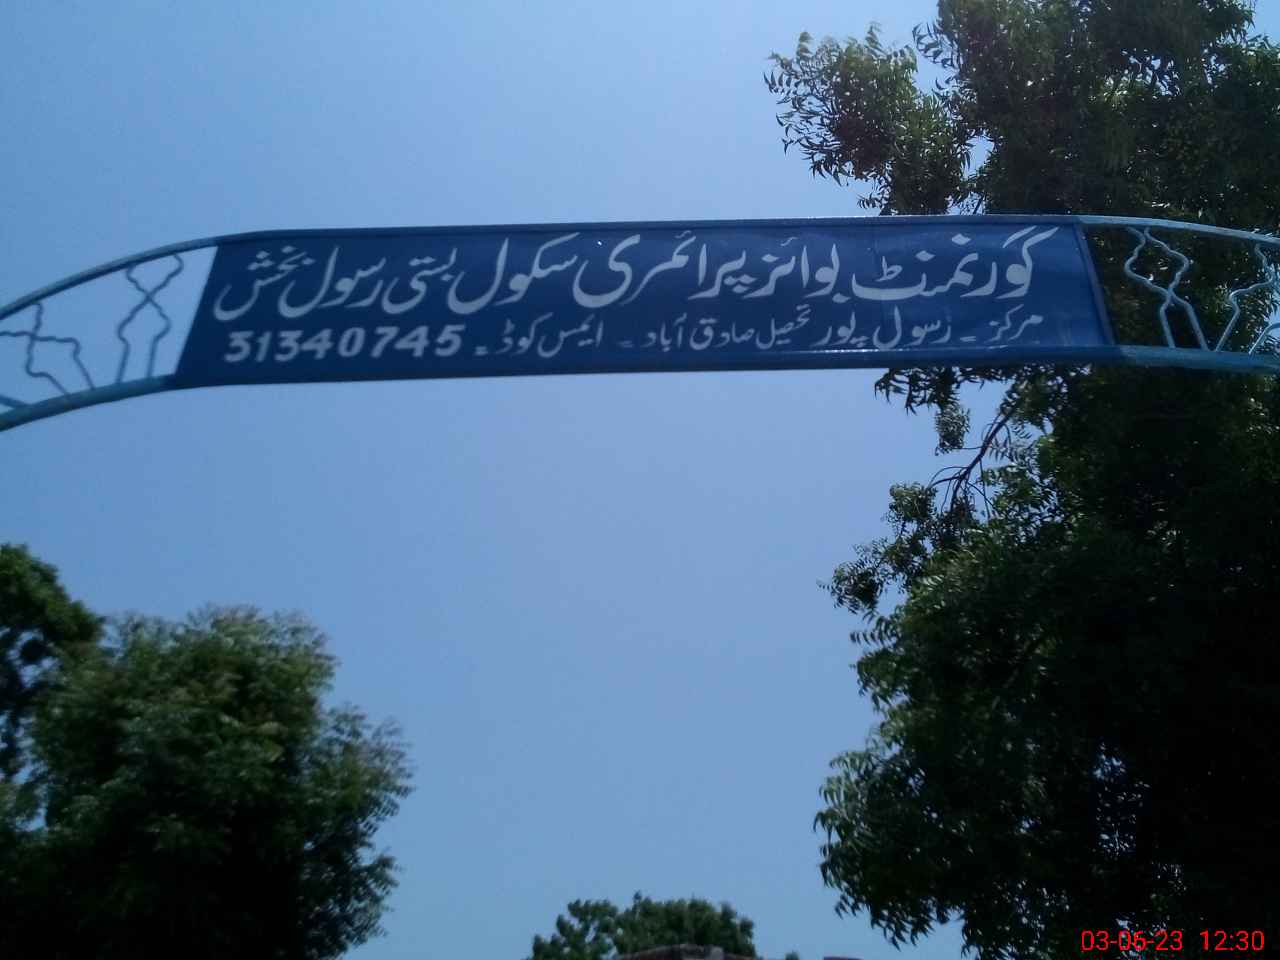 گورنمنٹ بوائز پرائمری سکول بستی رسول بخش
مرکز۔ رسول پور تحصیل صادق آباد۔ ایمس کوڈ۔ 31340745
03-06-23 12:30